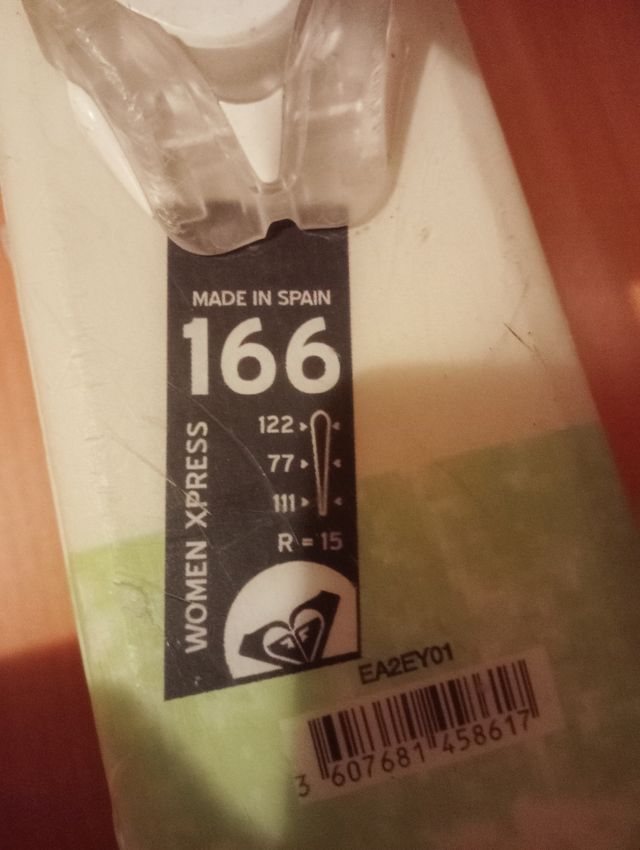 MADE IN SPAIN
166
122
77
111
R = 15
WOMEN XPRESS
EA2EY01
3 607681 458617